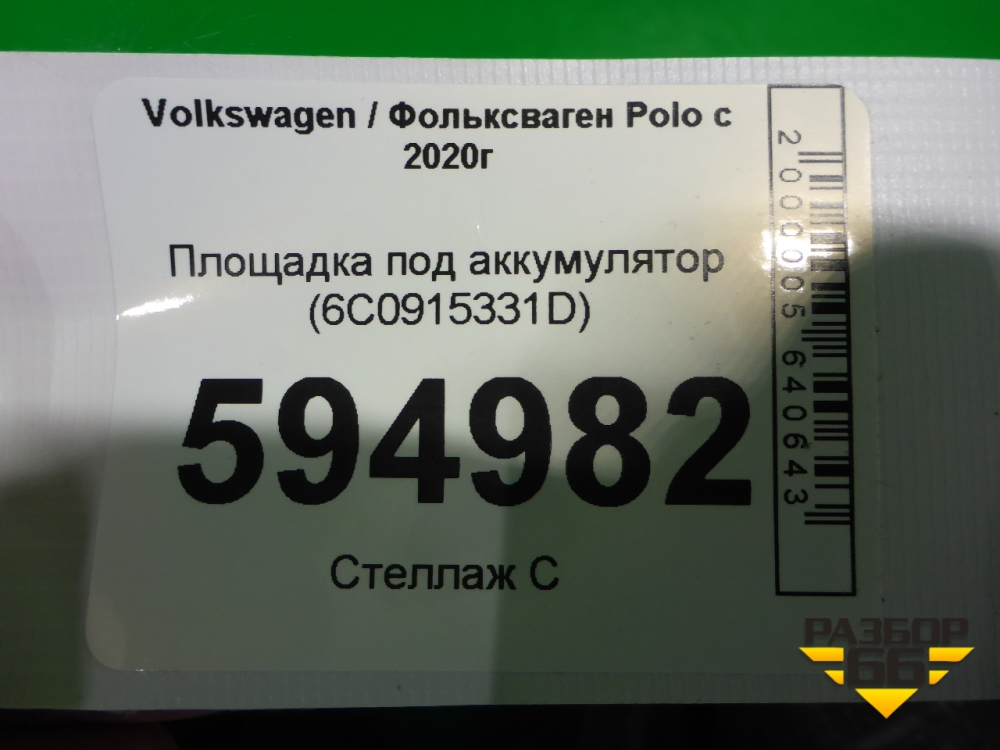 Volkswagen / Фольксваген Polo с
2020г
Площадка под аккумулятор
(6C0915331D)
594982
Стеллаж С
2000005640643
РАЗБОР
66